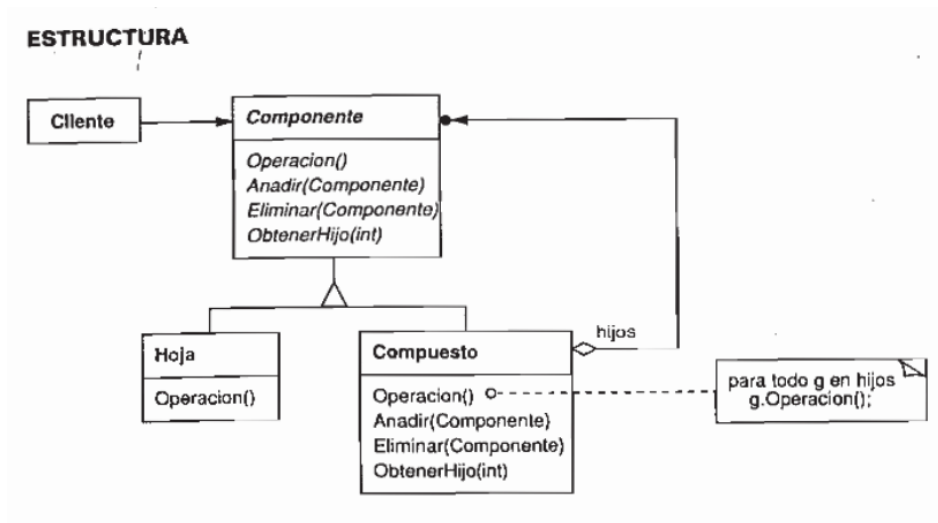 ESTRUCTURA
Cliente
Componente
Operacion()
Anadir(Componente)
Eliminar(Componente)
ObtenerHijo(int)
Hoja
Operacion()
Compuesto
Operacion()
Anadir(Componente)
Eliminar(Componente)
ObtenerHijo(int)
hijos
para todo g en hijos
g.Operacion();